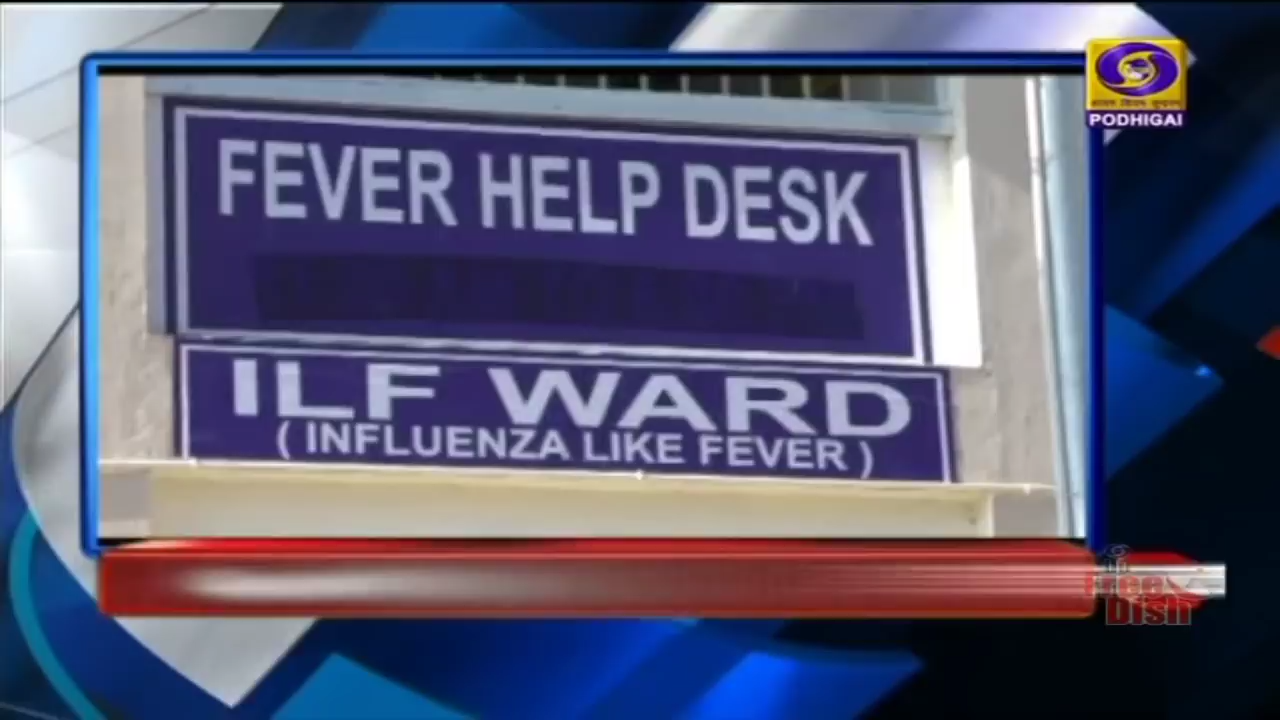 PODHIGAI
FEVER HELP DESK
ILF WARD
( INFLUENZA LIKE FEVER )
Free
Dish